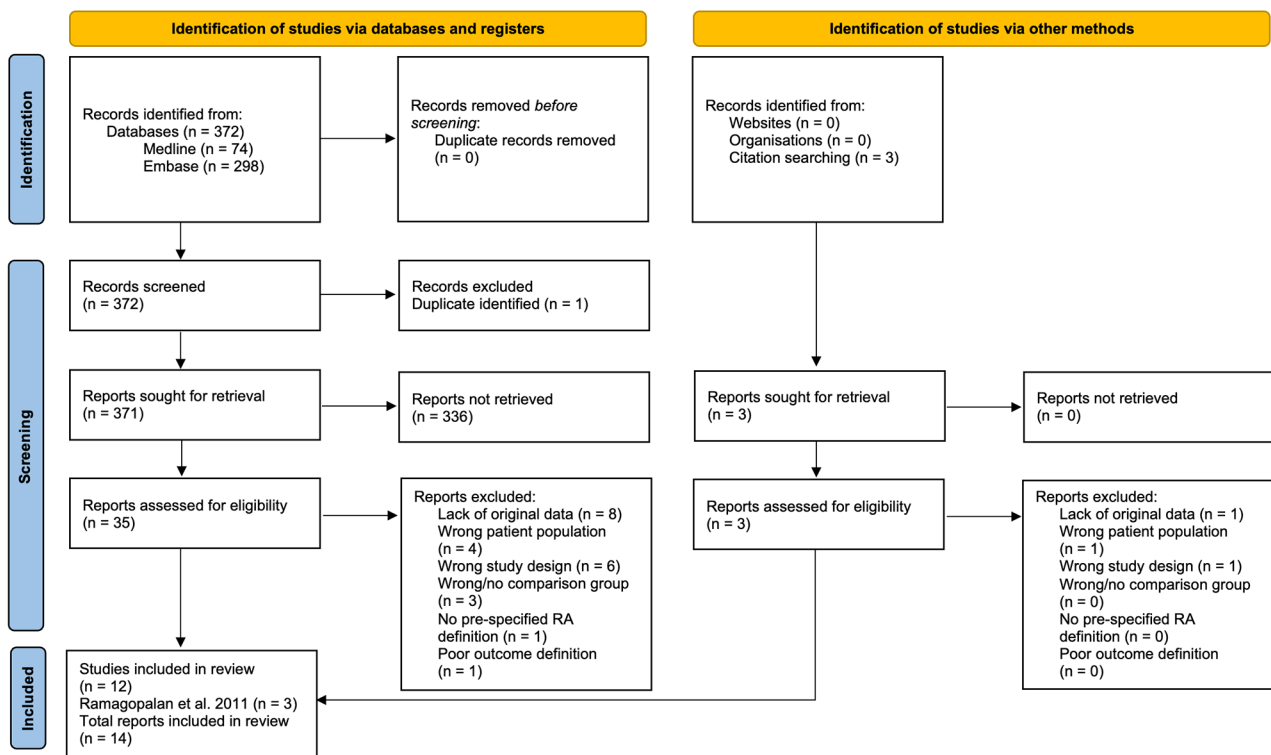 Identification of studies via databases and registers
Identification of studies via other methods
Identification
Records identified from:
Databases (n = 372)
Medline (n = 74)
Embase (n = 298)
Records removed before
screening:
Duplicate records removed
(n = 0)
Records identified from:
Websites (n = 0)
Organisations (n = 0)
Citation searching (n = 3)
Screening
Records screened
(n = 372)
Records excluded
Duplicate identified (n = 1)
Reports sought for retrieval
(n = 371)
Reports not retrieved
(n = 336)
Reports sought for retrieval
(n = 3)
Reports not retrieved
(n = 0)
Reports assessed for eligibility
(n = 35)
Reports excluded:
Lack of original data (n = 8)
Wrong patient population
(n = 4)
Wrong study design (n = 6)
Wrong/no comparison group
(n = 3)
No pre-specified RA
definition (n = 1)
Poor outcome definition
(n = 1)
Reports assessed for eligibility
(n = 3)
Reports excluded:
Lack of original data (n = 1)
Wrong patient population
(n = 1)
Wrong study design (n = 1)
Wrong/no comparison group
(n = 0)
No pre-specified RA
definition (n = 0)
Poor outcome definition
(n = 0)
Included
Studies included in review
(n = 12)
Ramagopalan et al. 2011 (n = 3)
Total reports included in review
(n = 14)